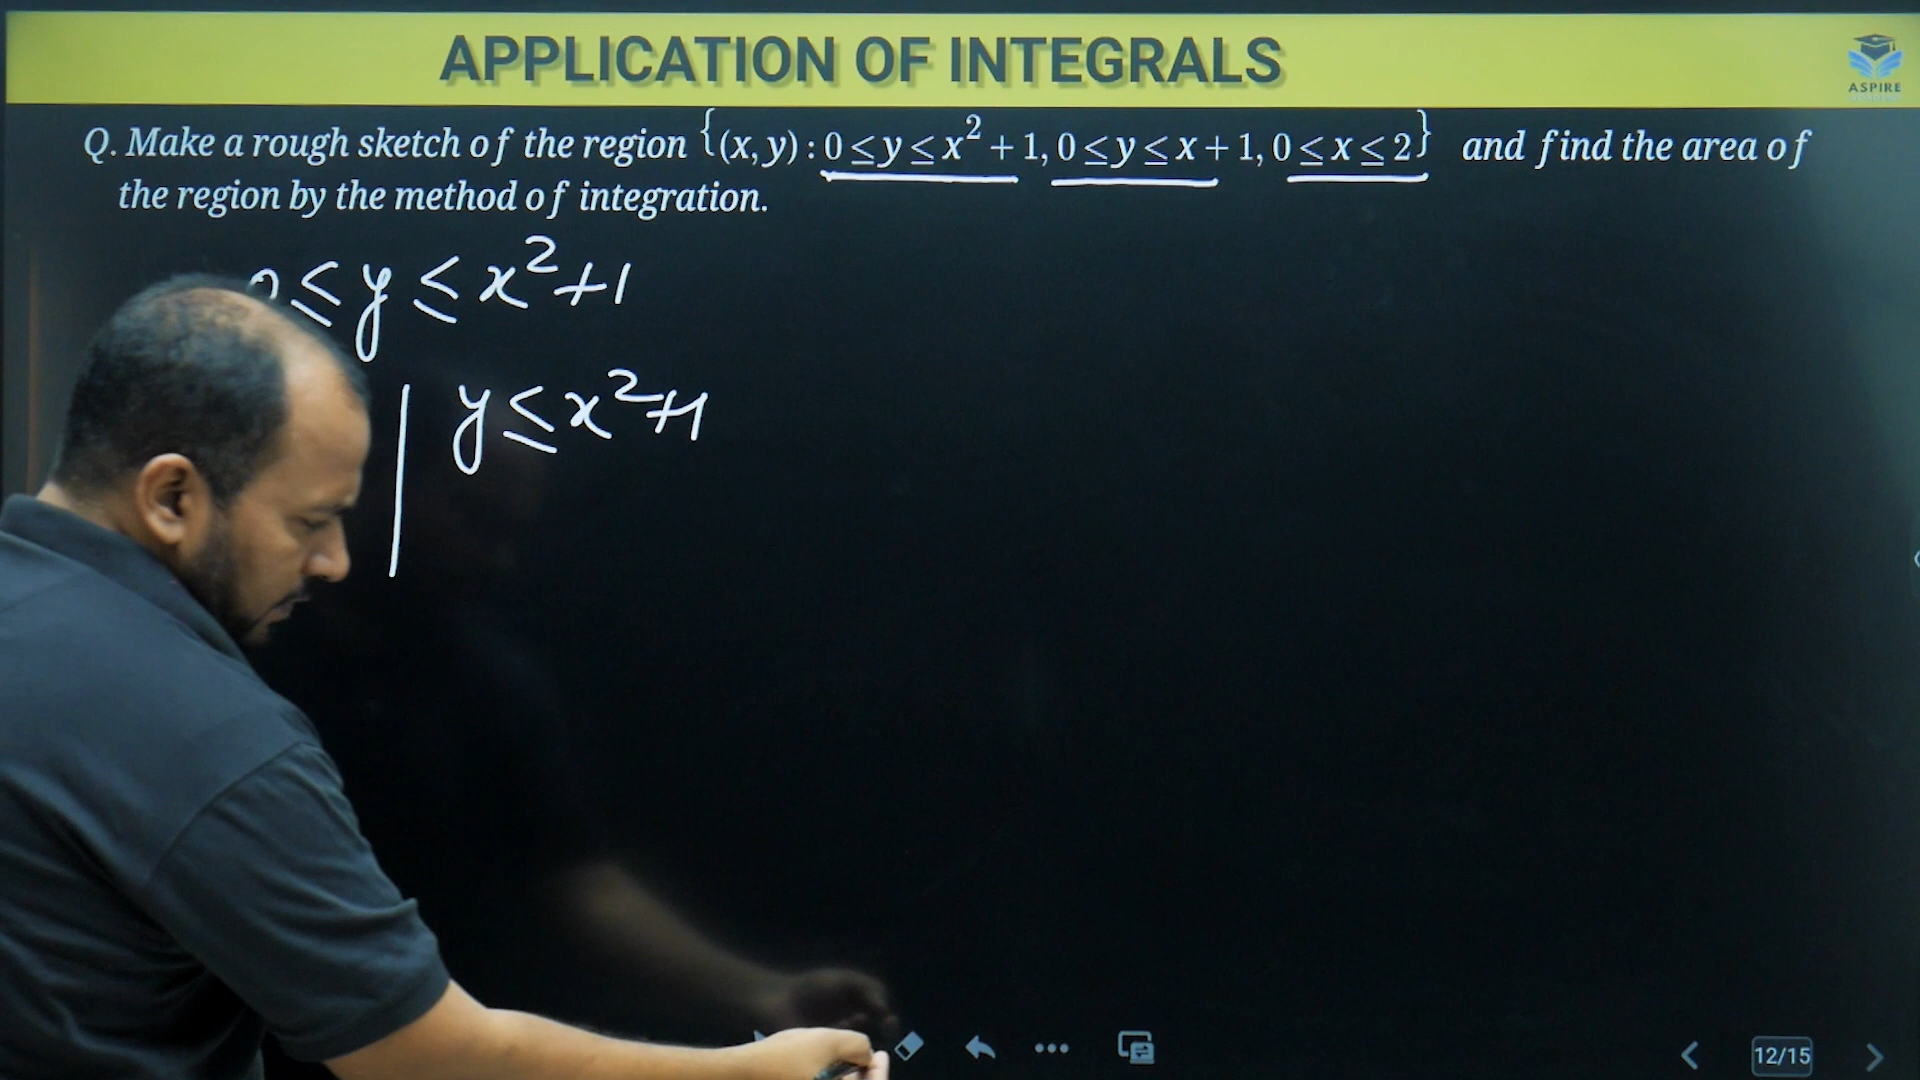 APPLICATION OF INTEGRALS
ASPIRE
Q. Make a rough sketch of the region {(x, y) : 0 ≤ y ≤ x² + 1, 0 ≤ y ≤ x + 1, 0 ≤ x ≤ 2} and find the area of
the region by the method of integration.
0 ≤ y ≤ x²+1
y ≤ x²+1
12/15